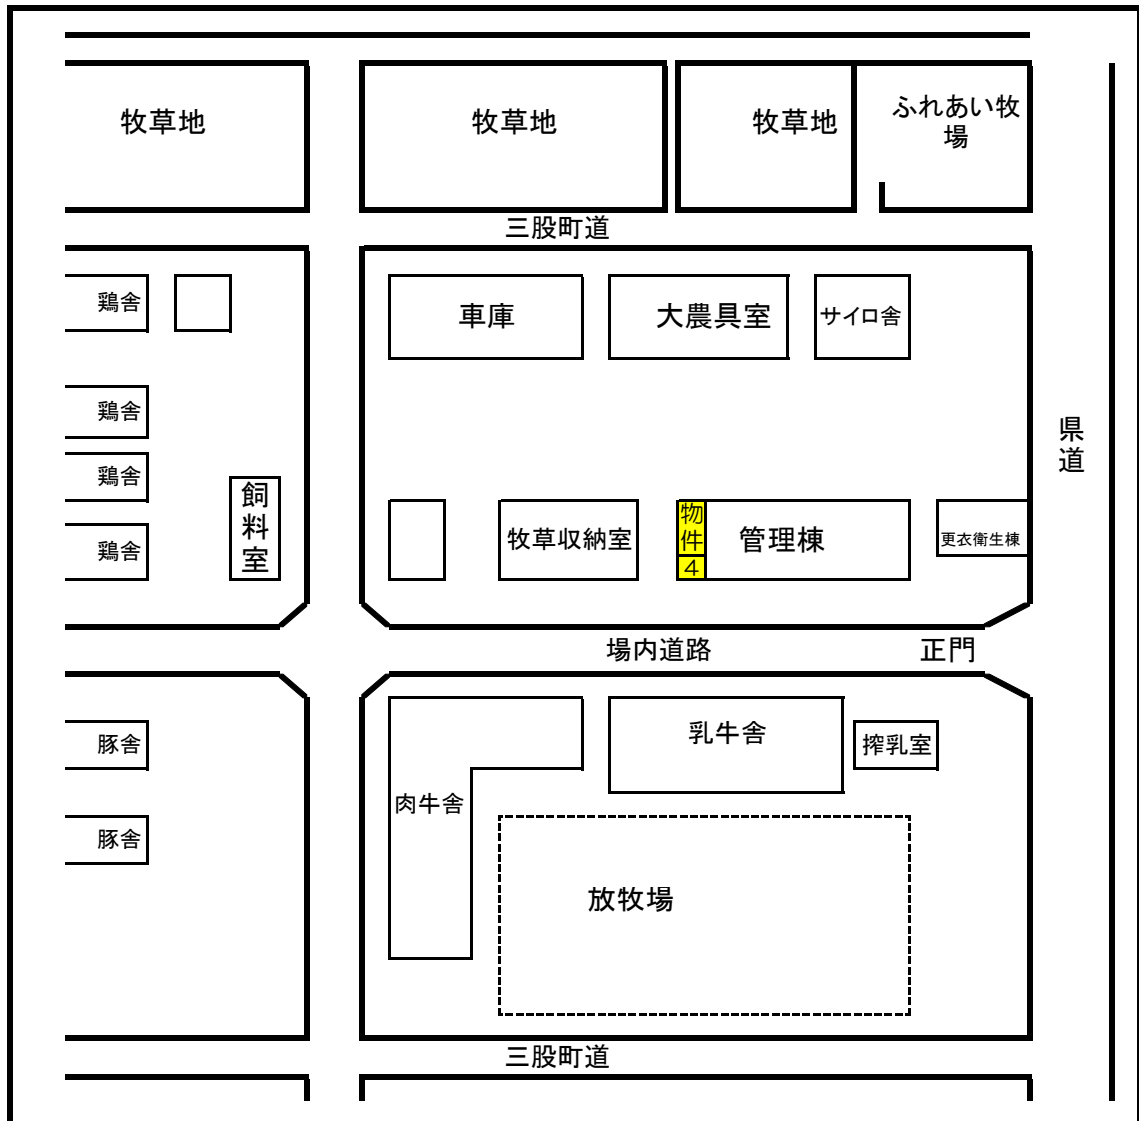 牧草地
牧草地
牧草地
ふれあい牧
場
三股町道
鶏舎
車庫
大農具室
サイロ舎
鶏舎
県
道
鶏舎
飼
料
室
鶏舎
牧草収納室
物
件
4
管理棟
更衣衛生棟
場内道路
正門
豚舎
乳牛舎
搾乳室
肉牛舎
豚舎
放牧場
三股町道